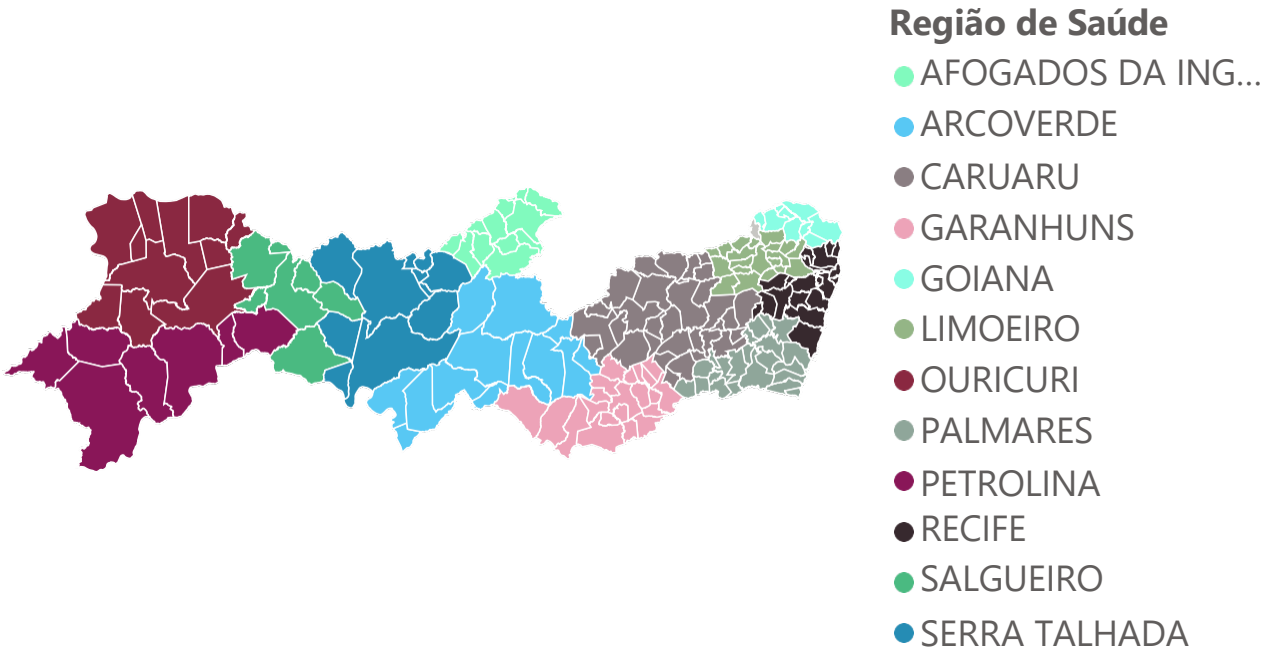 Região de Saúde
AFOGADOS DA ING...
ARCOVERDE
CARUARU
GARANHUNS
GOIANA
LIMOEIRO
OURICURI
PALMARES
PETROLINA
RECIFE
SALGUEIRO
SERRA TALHADA